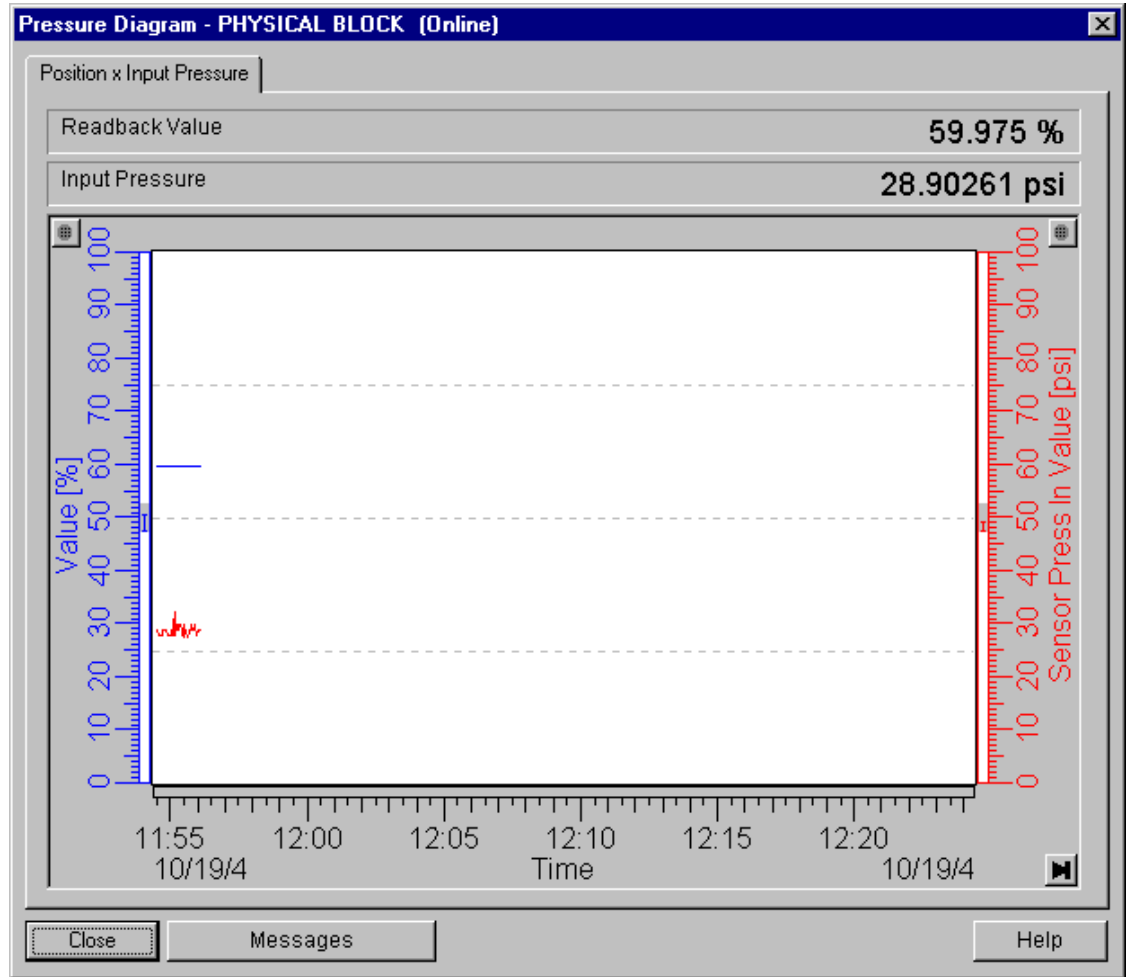 Pressure Diagram - PHYSICAL BLOCK (Online)
Position x Input Pressure
Readback Value 59.975 %
Input Pressure 28.90261 psi
Value [%]
100
90
80
70
60
50
40
30
20
10
0
100
90
80
70
60
50
40
30
20
10
0
Sensor Press In Value [psi]
11:55 12:00 12:05 12:10 12:15 12:20
10/19/4 Time 10/19/4
Close Messages Help